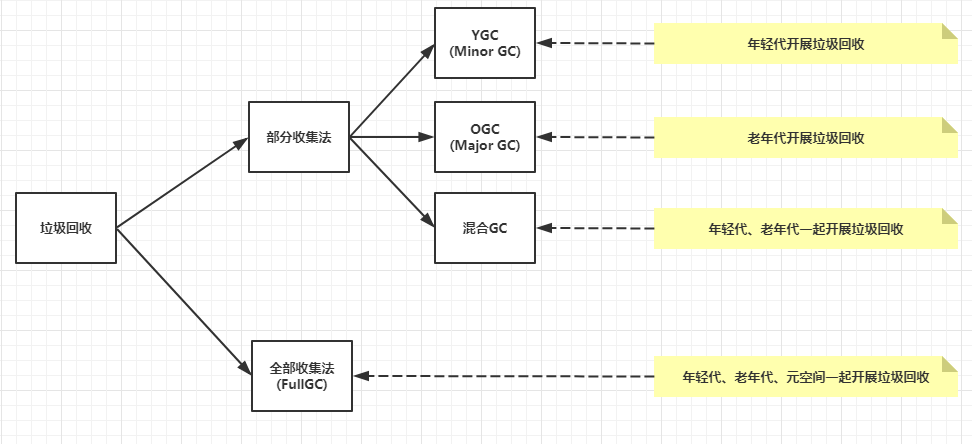 YGC
(Minor GC)
年轻代开展垃圾回收
部分收集法
OGC
(Major GC)
老年代开展垃圾回收
垃圾回收
混合GC
年轻代、老年代一起开展垃圾回收
全部收集法
(FullGC)
年轻代、老年代、元空间一起开展垃圾回收